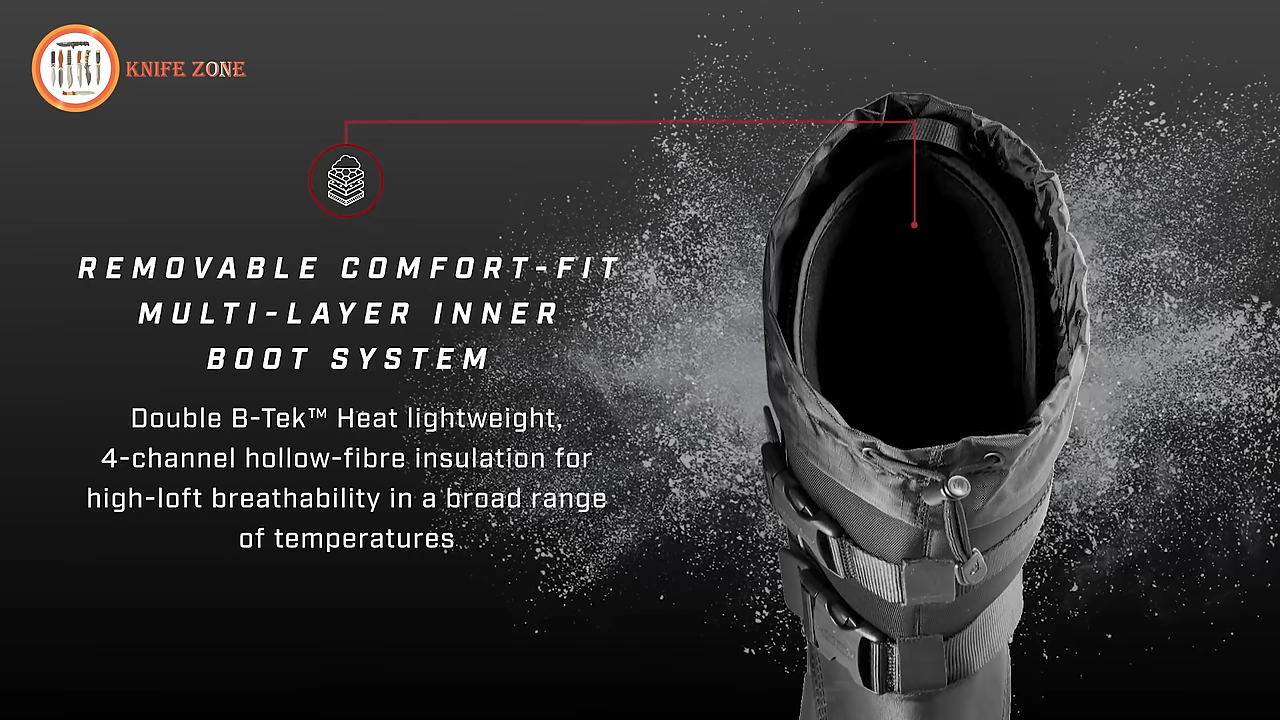 KNIFE ZONE
REMOVABLE COMFORT-FIT
MULTI-LAYER INNER
BOOT SYSTEM
Double B-Tek™ Heat lightweight,
4-channel hollow-fibre insulation for
high-loft breathability in a broad range
of temperatures